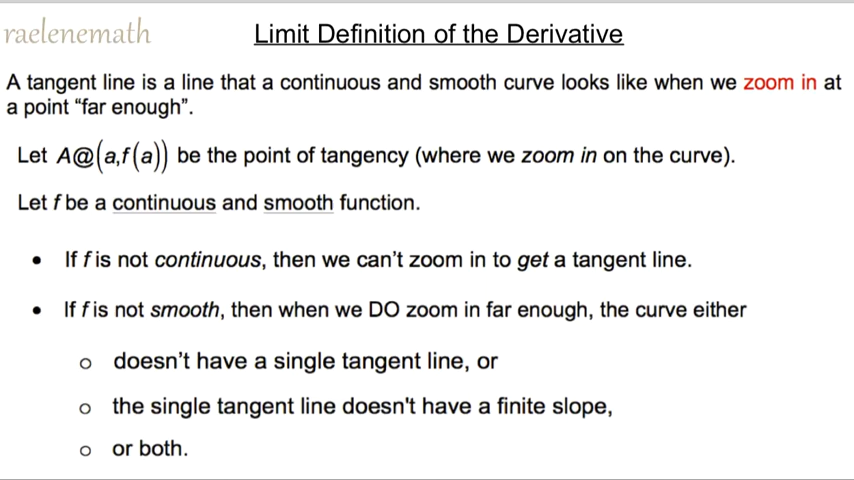 raelenemath
Limit Definition of the Derivative
A tangent line is a line that a continuous and smooth curve looks like when we zoom in at
a point “far enough”.
Let A@(a,f(a)) be the point of tangency (where we zoom in on the curve).
Let f be a continuous and smooth function.
• If f is not continuous, then we can’t zoom in to get a tangent line.
• If f is not smooth, then when we DO zoom in far enough, the curve either
o doesn’t have a single tangent line, or
o the single tangent line doesn't have a finite slope,
o or both.